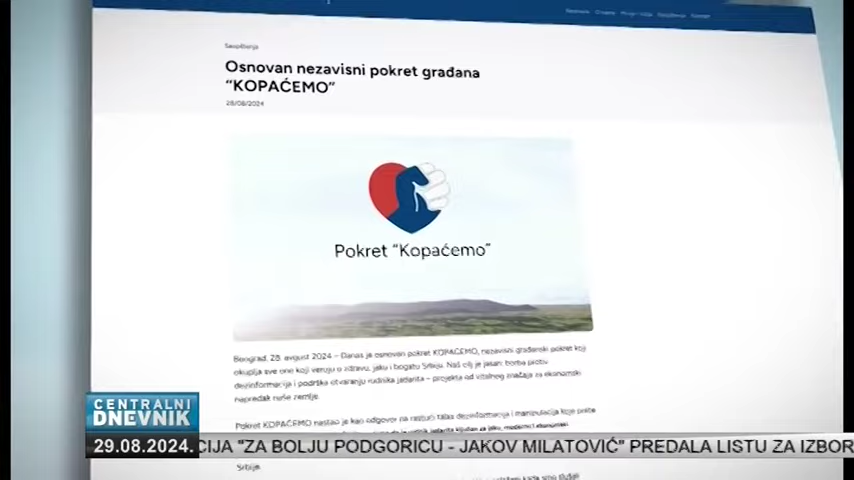 Saopštenja
Osnovan nezavisni pokret građana
“KOPAĆEMO”
28/08/2024
Pokret “Kopaćemo”
Beograd, 28. avgust 2024 – Danas je osnovan pokret KOPAĆEMO, nezavisni građanski pokret koji
okuplja sve one koji veruju u zdravu, jaku i bogatu Srbiju. Naš cilj je jasan: borba protiv
dezinformacija i podrška otvaranju rudnika jadarita – projekta od vitalnog značaja za ekonomski
napredak naše zemlje.
Pokret KOPAĆEMO nastao je kao odgovor na rastući talas dezinformacija i manipulacija koje prete
Srbije.
CENTRALNI
DNEVNIK
29.08.2024. CIJA "ZA BOLJU PODGORICU - JAKOV MILATOVIĆ" PREDALA LISTU ZA IZBOR